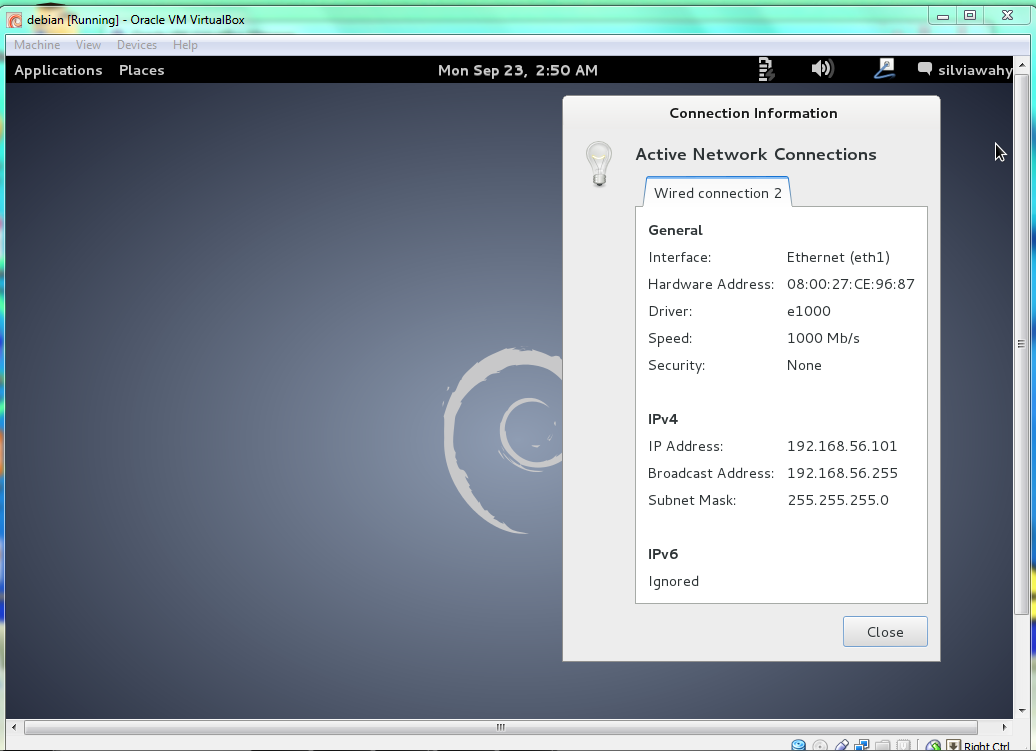 debian [Running] - Oracle VM VirtualBox
Machine View Devices Help
Applications Places Mon Sep 23, 2:50 AM silviawahy
Connection Information
Active Network Connections
Wired connection 2
General
Interface: Ethernet (eth1)
Hardware Address: 08:00:27:CE:96:87
Driver: e1000
Speed: 1000 Mb/s
Security: None
IPv4
IP Address: 192.168.56.101
Broadcast Address: 192.168.56.255
Subnet Mask: 255.255.255.0
IPv6
Ignored
Close
Right Ctrl